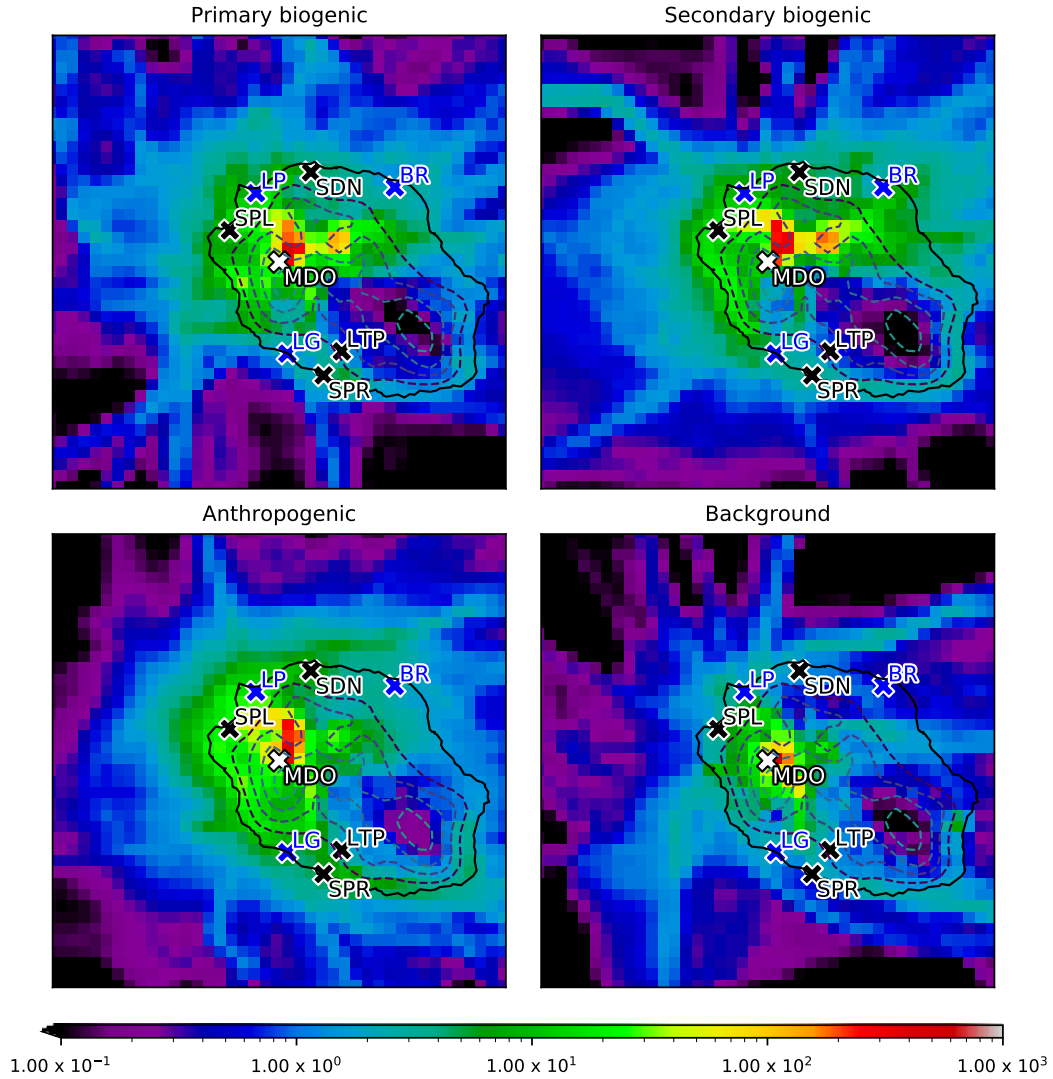 Primary biogenic
Secondary biogenic
LP
SDN
BR
SPL
MDO
LG
LTP
SPR
LP
SDN
BR
SPL
MDO
LG
LTP
SPR
Anthropogenic
Background
LP
SDN
BR
SPL
MDO
LG
LTP
SPR
LP
SDN
BR
SPL
MDO
LG
LTP
SPR
1.00 x 10⁻¹ 1.00 x 10⁰ 1.00 x 10¹ 1.00 x 10² 1.00 x 10³